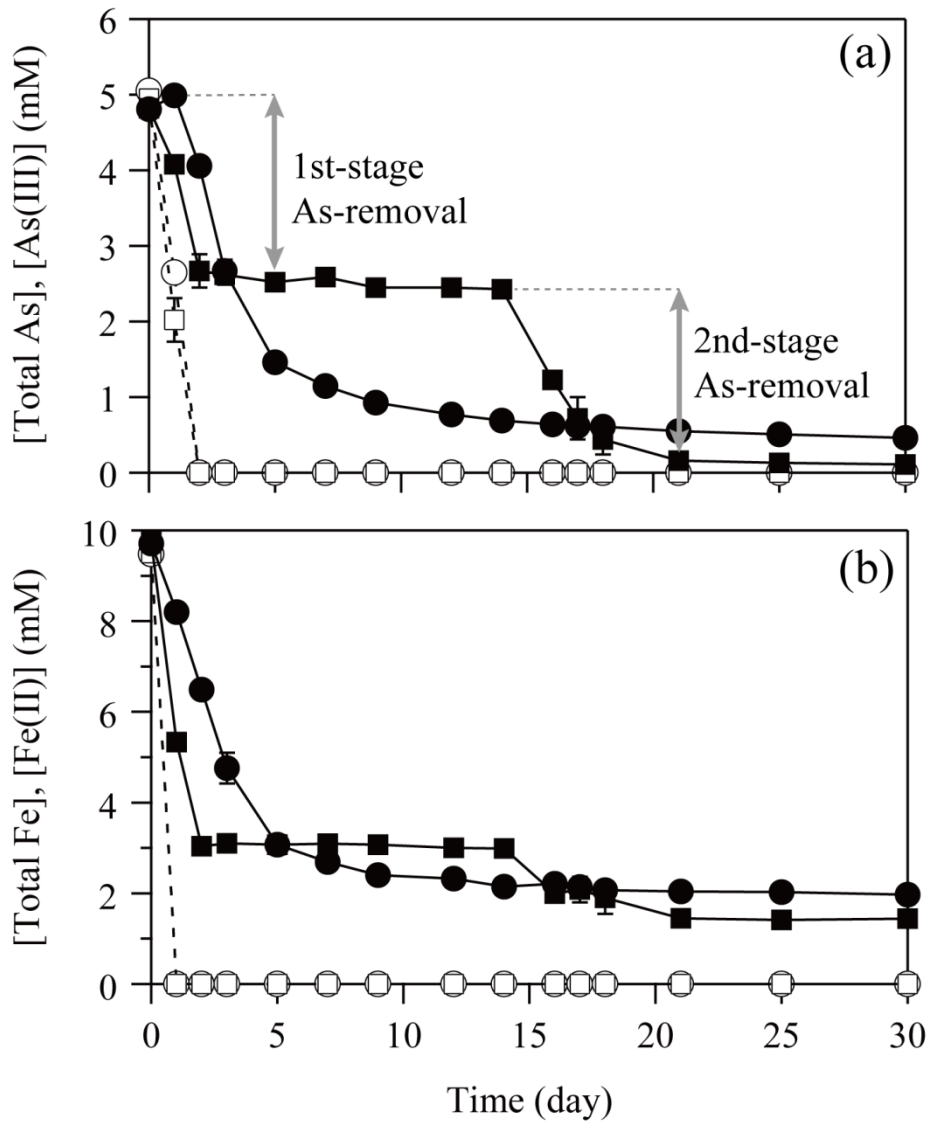 [Total As], [As(III)] (mM)
6
5
4
3
2
1
0
(a)
1st-stage
As-removal
2nd-stage
As-removal
[Total Fe], [Fe(II)] (mM)
10
8
6
4
2
0
(b)
0 5 10 15 20 25 30
Time (day)